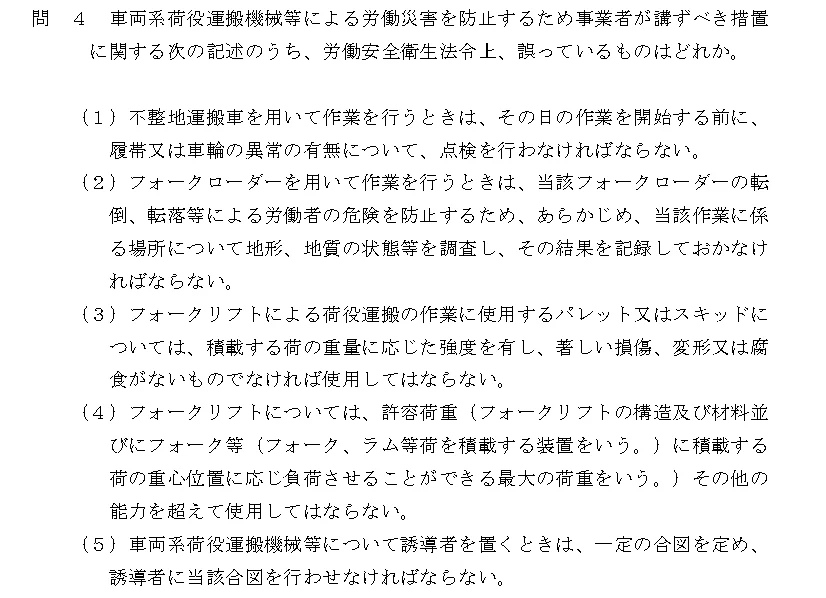 問　４　車両系荷役運搬機械等による労働災害を防止するため事業者が講ずべき措置
に関する次の記述のうち、労働安全衛生法令上、誤っているものはどれか。
（１）不整地運搬車を用いて作業を行うときは、その日の作業を開始する前に、
履帯又は車輪の異常の有無について、点検を行わなければならない。
（２）フォークローダーを用いて作業を行うときは、当該フォークローダーの転
倒、転落等による労働者の危険を防止するため、あらかじめ、当該作業に係
る場所について地形、地質の状態等を調査し、その結果を記録しておかなけ
ればならない。
（３）フォークリフトによる荷役運搬の作業に使用するパレット又はスキッドに
ついては、積載する荷の重量に応じた強度を有し、著しい損傷、変形又は腐
食がないものでなければ使用してはならない。
（４）フォークリフトについては、許容荷重（フォークリフトの構造及び材料並
びにフォーク等（フォーク、ラム等荷を積載する装置をいう。）に積載する
荷の重心位置に応じ負荷させることができる最大の荷重をいう。）その他の
能力を超えて使用してはならない。
（５）車両系荷役運搬機械等について誘導者を置くときは、一定の合図を定め、
誘導者に当該合図を行わせなければならない。